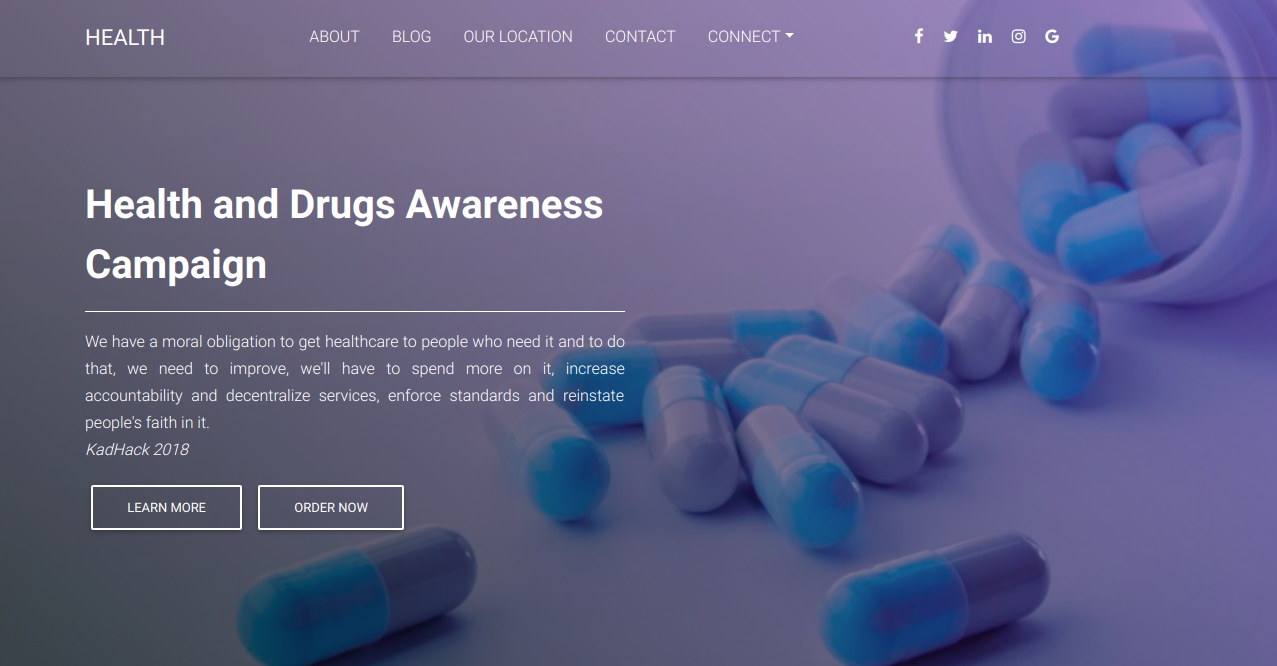 HEALTH
ABOUT BLOG OUR LOCATION CONTACT CONNECT
Health and Drugs Awareness
Campaign
We have a moral obligation to get healthcare to people who need it and to do
that, we need to improve, we'll have to spend more on it, increase
accountability and decentralize services, enforce standards and reinstate
people's faith in it.
KadHack 2018
LEARN MORE ORDER NOW